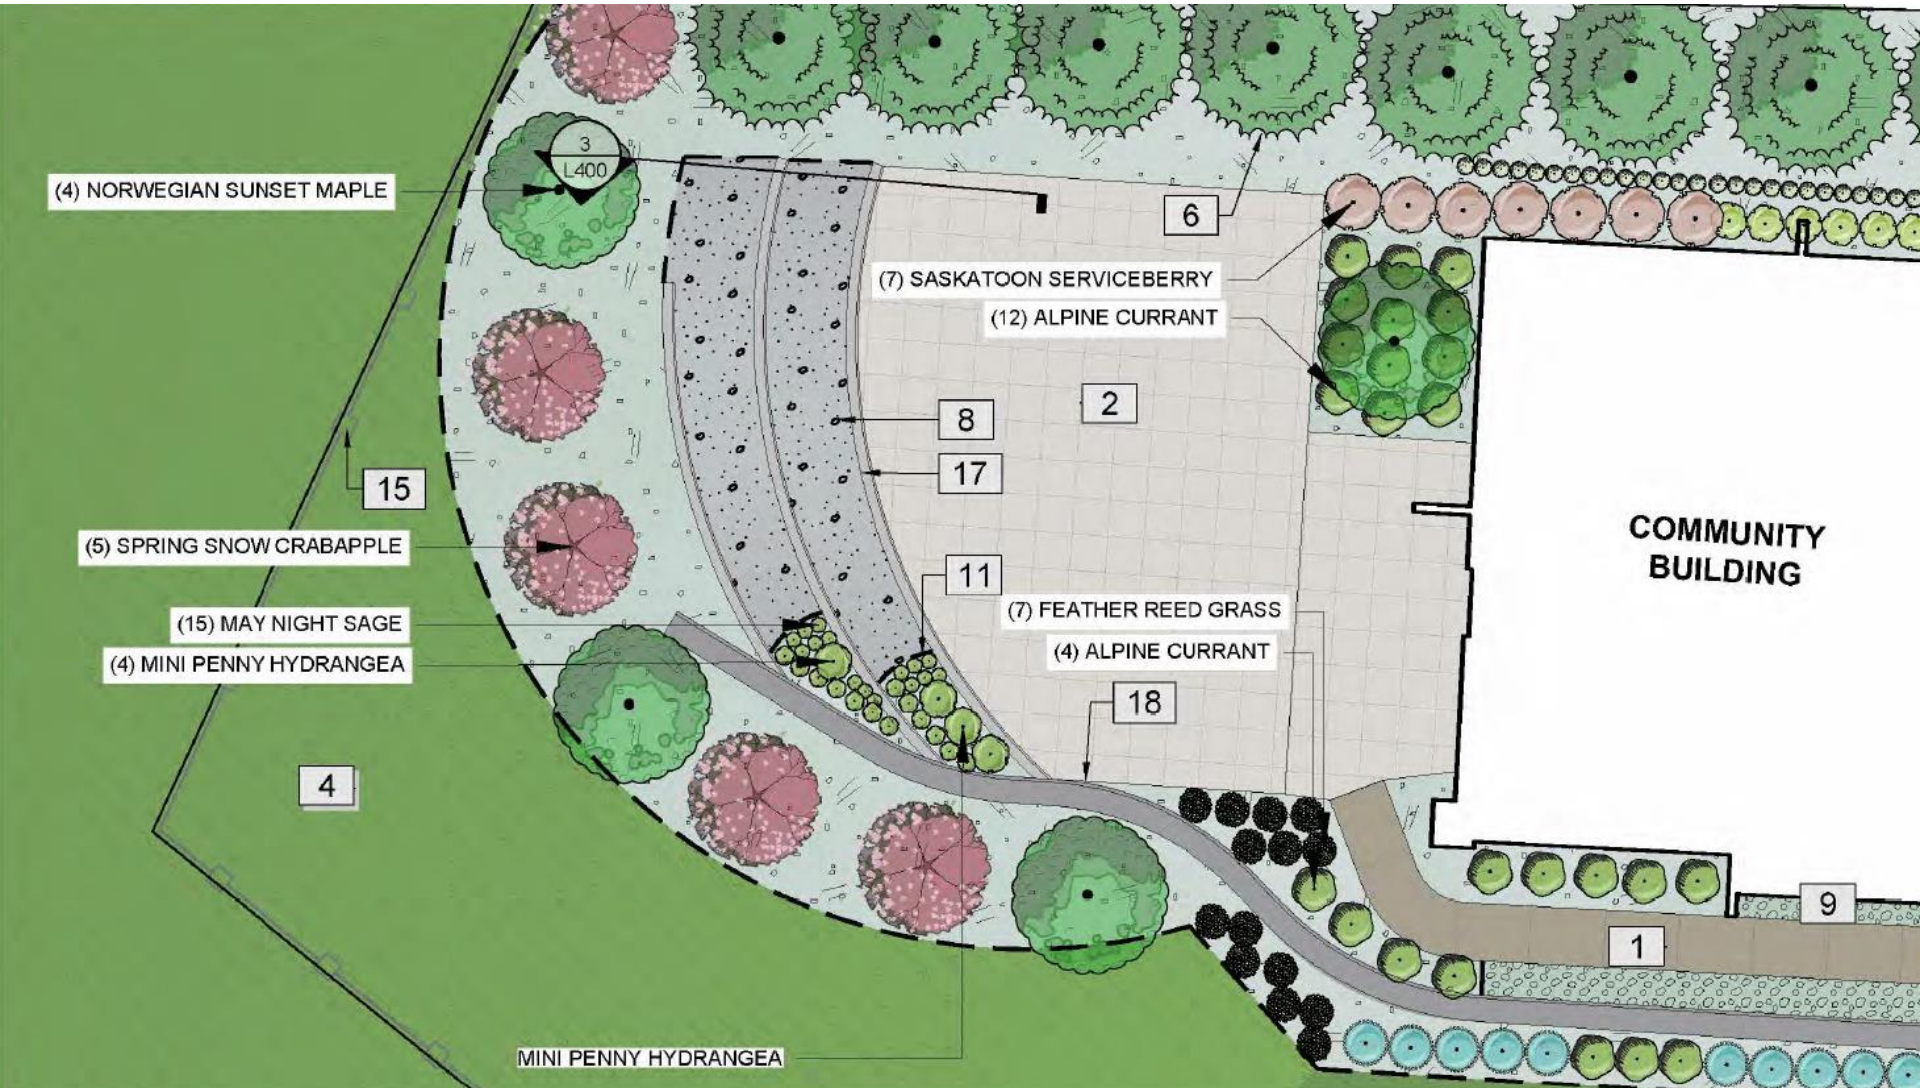 3
L400
(4) NORWEGIAN SUNSET MAPLE
6
(7) SASKATOON SERVICEBERRY
(12) ALPINE CURRANT
2
8
17
15
COMMUNITY
BUILDING
(5) SPRING SNOW CRABAPPLE
11
(7) FEATHER REED GRASS
(15) MAY NIGHT SAGE
(4) ALPINE CURRANT
(4) MINI PENNY HYDRANGEA
18
4
9
1
MINI PENNY HYDRANGEA